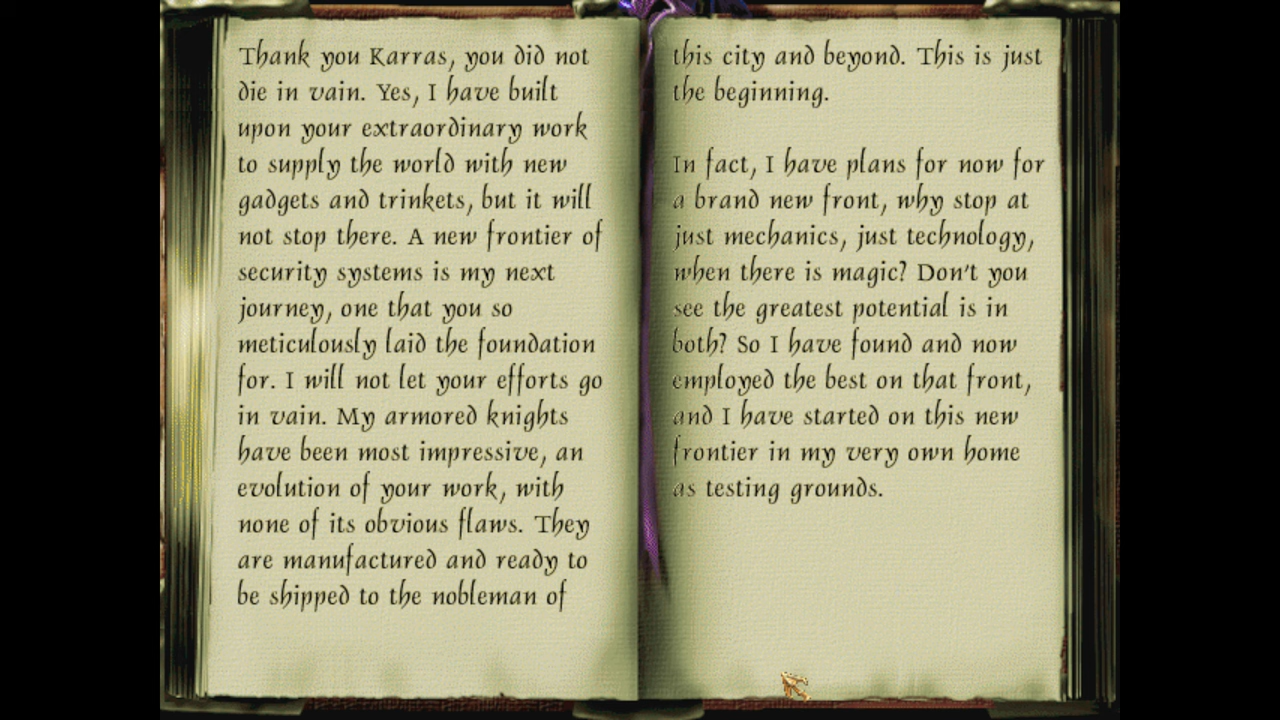 Thank you Karras, you did not
die in vain. Yes, I have built
upon your extraordinary work
to supply the world with new
gadgets and trinkets, but it will
not stop there. A new frontier of
security systems is my next
journey, one that you so
meticulously laid the foundation
for. I will not let your efforts go
in vain. My armored knights
have been most impressive, an
evolution of your work, with
none of its obvious flaws. They
are manufactured and ready to
be shipped to the nobleman of
this city and beyond. This is just
the beginning.
In fact, I have plans for now for
a brand new front, why stop at
just mechanics, just technology,
when there is magic? Don't you
see the greatest potential is in
both? So I have found and now
employed the best on that front,
and I have started on this new
frontier in my very own home
as testing grounds.